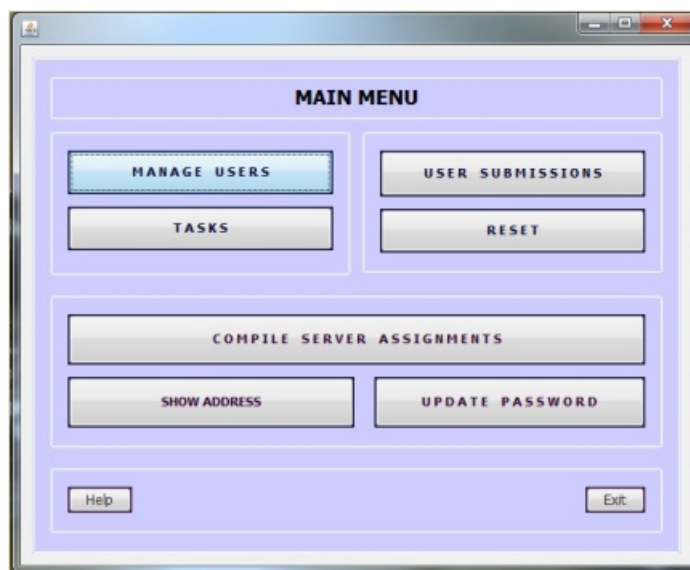 MAIN MENU
MANAGE USERS
USER SUBMISSIONS
TASKS
RESET
COMPILE SERVER ASSIGNMENTS
SHOW ADDRESS
UPDATE PASSWORD
Help
Exit